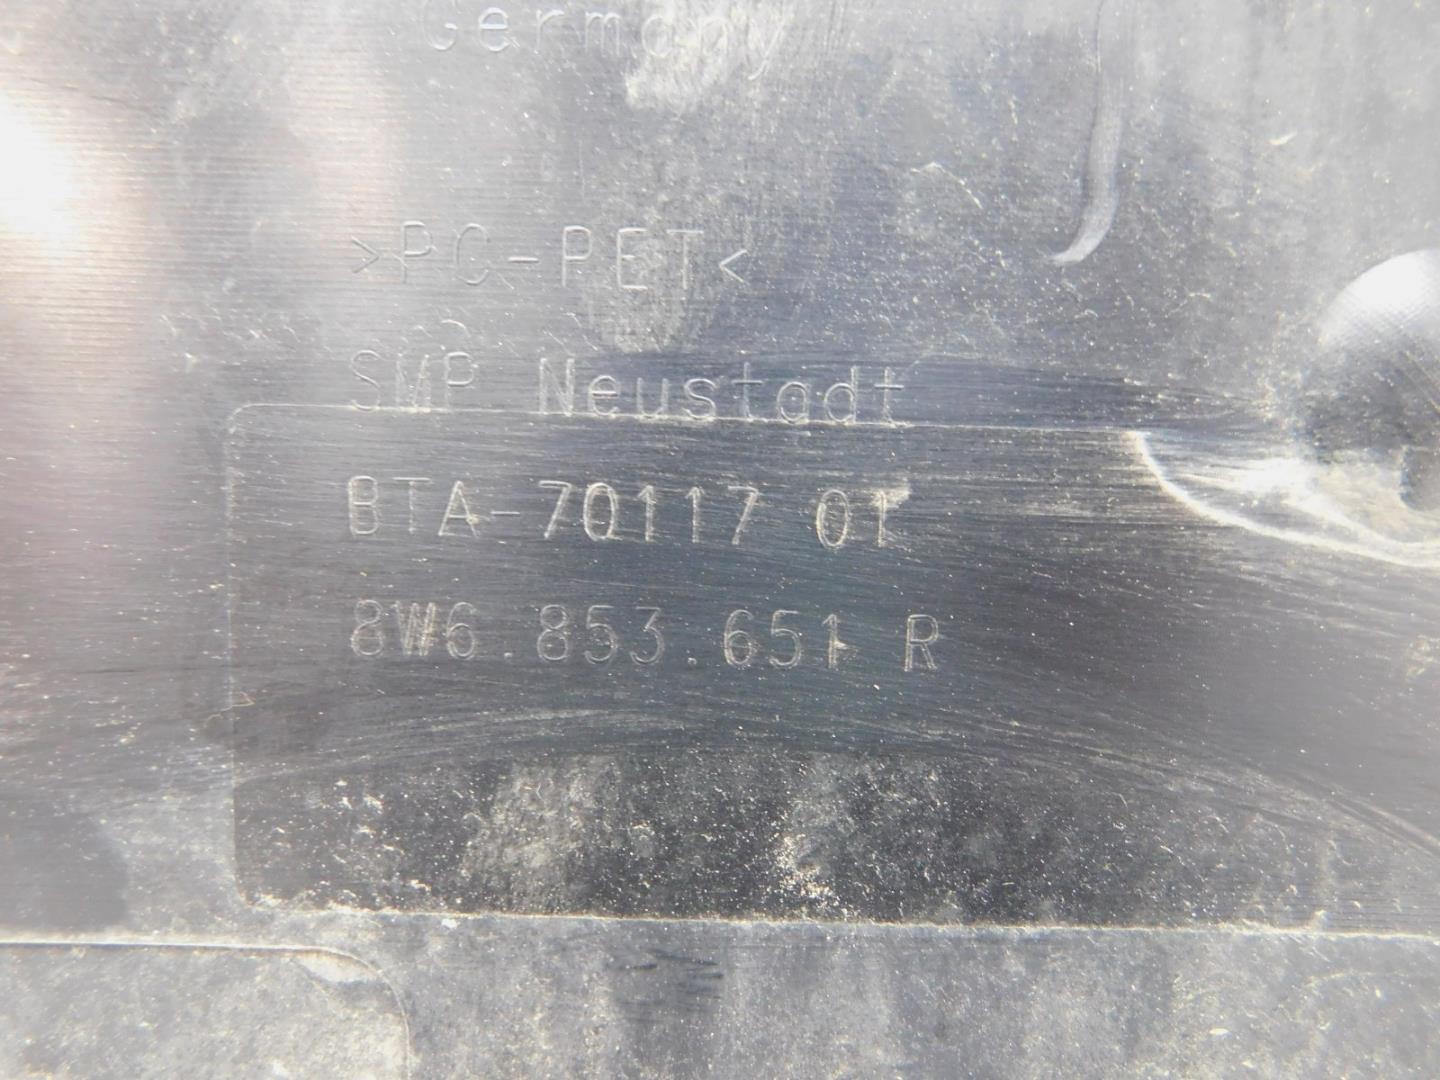 Germany
>PC-PET<
SMP Neustadt
BTA-70117 01
8W6.853.651 R